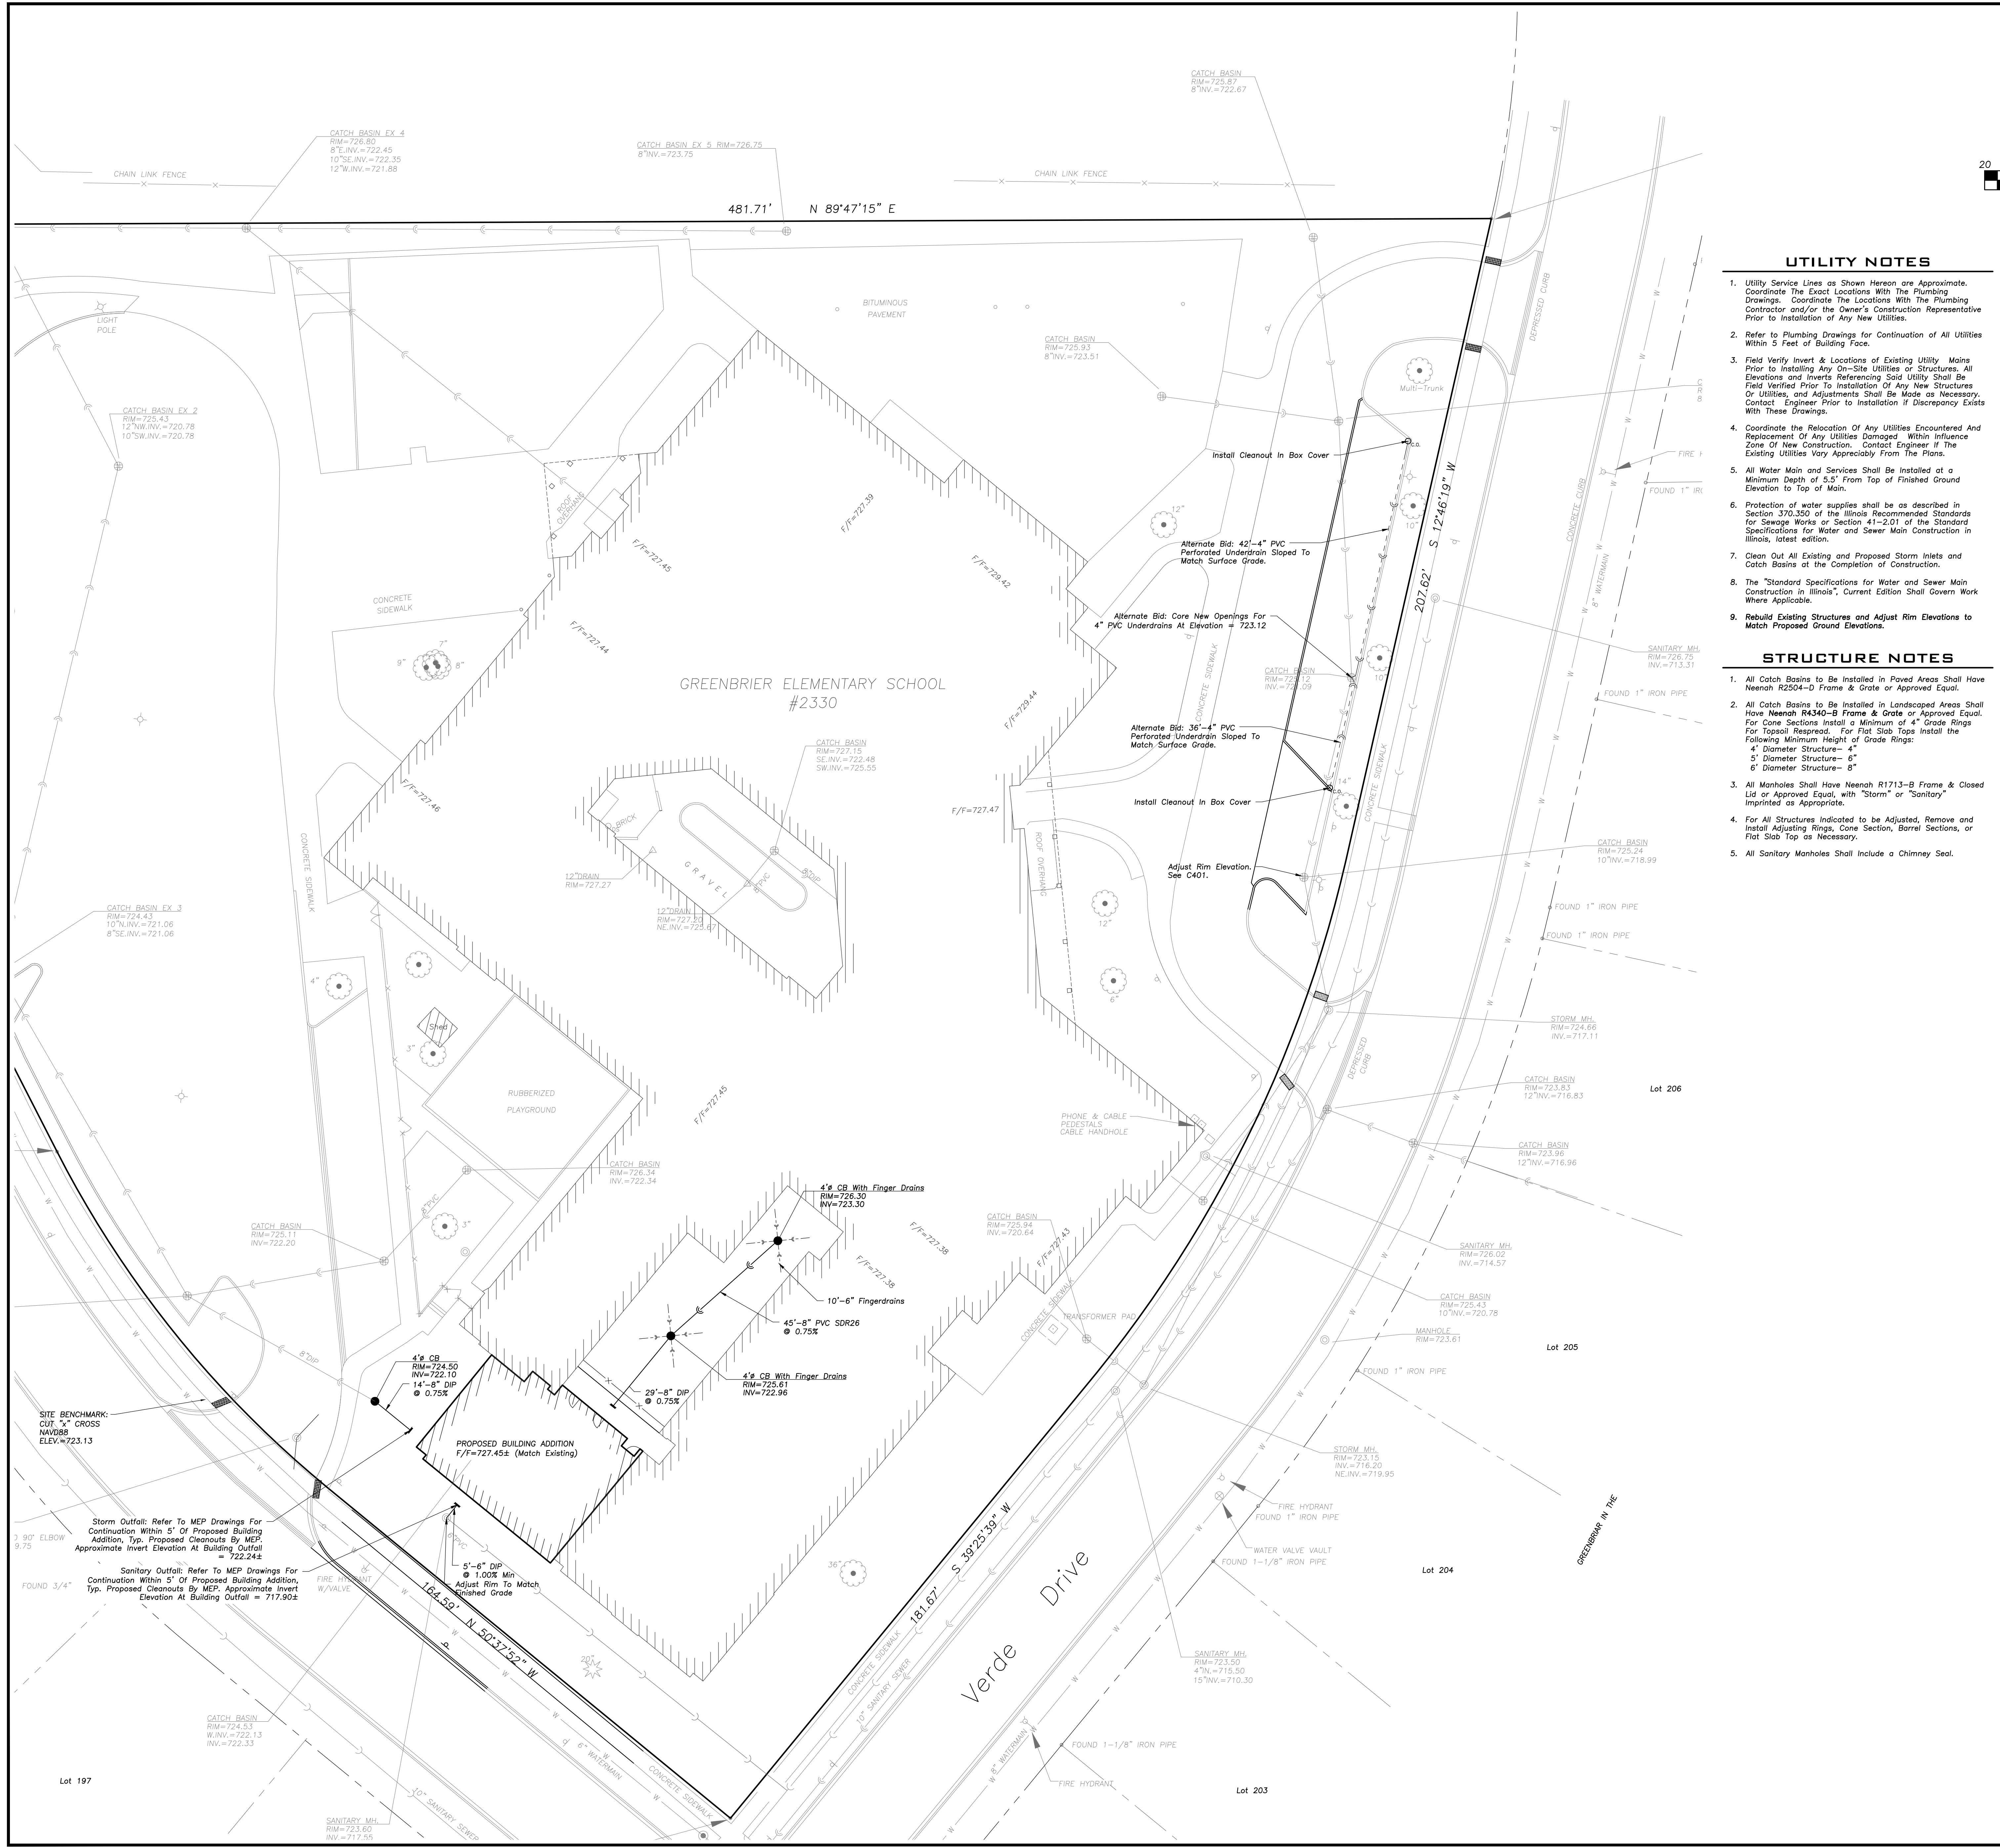 CATCH BASIN
RIM=725.87
8"INV.=722.67
CATCH BASIN EX 4
RIM=726.80
8"E.INV.=722.45
10"SE.INV.=722.35
12"W.INV.=721.88
CATCH BASIN EX 5 RIM=726.75
8"INV.=723.75
CHAIN LINK FENCE
CHAIN LINK FENCE
20
481.71' N 89°47'15" E
LIGHT
POLE
BITUMINOUS
PAVEMENT
DEPRESSED CURB
CATCH BASIN
RIM=725.93
8"INV.=723.51
Multi-Trunk
CATCH BASIN EX 2
RIM=725.43
12"NW.INV.=720.78
10"SW.INV.=720.78
C.O.
Install Cleanout In Box Cover
ROOF
OVERHANG
F/F=727.39
F/F=727.45
F/F=729.42
12"
10"
S 12°46'19" W
207.62'
CONCRETE CURB
FOUND 1" IR
Alternate Bid: 42'-4" PVC
Perforated Underdrain Sloped To
Match Surface Grade.
8" WATERMAIN
CONCRETE
SIDEWALK
Alternate Bid: Core New Openings For
4" PVC Underdrains At Elevation = 723.12
F/F=727.44
7"
9"
8"
CONCRETE SIDEWALK
SANITARY MH.
RIM=726.75
INV.=713.31
GREENBRIER ELEMENTARY SCHOOL
#2330
CATCH BASIN
10"
FOUND 1" IRON PIPE
F/F=729.44
Alternate Bid: 36'-4" PVC
Perforated Underdrain Sloped To
Match Surface Grade.
CATCH BASIN
RIM=727.15
SE.INV.=722.48
SW.INV.=725.55
F/F=727.46
F/F=727.47
14"
C.O.
Install Cleanout In Box Cover
CONCRETE SIDEWALK
BRICK
GRAVEL
8"DIP
6"PVC
12"DRAIN
RIM=727.27
12"DRAIN
RIM=727.20
NE.INV.=725.67
ROOF OVERHANG
CONCRETE SIDEWALK
Adjust Rim Elevation.
See C401.
CATCH BASIN
RIM=725.24
10"INV.=718.99
CATCH BASIN EX 3
RIM=724.43
10"N.INV.=721.06
8"SE.INV.=721.06
12"
FOUND 1" IRON PIPE
FOUND 1" IRON PIPE
4"
6"
Shed
3"
STORM MH.
RIM=724.66
INV.=717.11
DEPRESSED
CURB
RUBBERIZED
PLAYGROUND
F/F=727.45
CATCH BASIN
RIM=723.83
12"INV.=716.83
Lot 206
PHONE & CABLE
PEDESTALS
CABLE HANDHOLE
CATCH BASIN
RIM=723.96
12"INV.=716.96
CATCH BASIN
RIM=726.34
INV.=722.34
8"PVC
3"
4'ø CB With Finger Drains
RIM=726.30
INV=723.30
CATCH BASIN
RIM=725.11
INV=722.20
F/F=727.38
F/F=727.38
F/F=727.43
CATCH BASIN
RIM=725.94
INV.=720.64
SANITARY MH.
RIM=726.02
INV.=714.57
10'-6" Fingerdrains
45'-8" PVC SDR26
@ 0.75%
CONCRETE SIDEWALK
TRANSFORMER PAD
CATCH BASIN
RIM=725.43
10"INV.=720.78
MANHOLE
RIM=723.61
Lot 205
8"DIP
4'ø CB
RIM=724.50
INV=722.10
14'-8" DIP
@ 0.75%
4'ø CB With Finger Drains
RIM=725.61
INV=722.96
29'-8" DIP
@ 0.75%
FOUND 1" IRON PIPE
SITE BENCHMARK:
CUT "x" CROSS
NAVD88
ELEV.=723.13
PROPOSED BUILDING ADDITION
F/F=727.45± (Match Existing)
STORM MH.
RIM=723.15
INV.=716.20
NE.INV.=719.95
FIRE HYDRANT
FOUND 1" IRON PIPE
90° ELBOW
9.75
Storm Outfall: Refer To MEP Drawings For
Continuation Within 5' Of Proposed Building
Addition, Typ. Proposed Cleanouts By MEP.
Approximate Invert Elevation At Building Outfall
= 722.24±
6"PVC
WATER VALVE VAULT
FOUND 1-1/8" IRON PIPE
Lot 204
GREENBRIAR IN THE
FOUND 3/4"
Sanitary Outfall: Refer To MEP Drawings For
Continuation Within 5' Of Proposed Building Addition,
Typ. Proposed Cleanouts By MEP. Approximate Invert
Elevation At Building Outfall = 717.90±
FIRE HYDRANT
W/VALVE
5'-6" DIP
@ 1.00% Min
Adjust Rim To Match
Finished Grade
36"
164.59' N 50°37'52" W
181.67' S 39°25'39" W
Verde Drive
20"
CONCRETE SIDEWALK
10" SANITARY SEWER
SANITARY MH.
RIM=723.50
4"IN.=715.50
15"INV.=710.30
CATCH BASIN
RIM=724.53
W.INV.=722.13
INV.=722.33
6" WATERMAIN
CONCRETE SIDEWALK
8" WATERMAIN
FOUND 1-1/8" IRON PIPE
FIRE HYDRANT
Lot 197
Lot 203
10" SANITARY SEWER
SANITARY MH.
RIM=723.60
INV.=717.55
UTILITY NOTES
1. Utility Service Lines as Shown Hereon are Approximate.
Coordinate The Exact Locations With The Plumbing
Drawings. Coordinate The Locations With The Plumbing
Contractor and/or the Owner's Construction Representative
Prior to Installation of Any New Utilities.
2. Refer to Plumbing Drawings for Continuation of All Utilities
Within 5 Feet of Building Face.
3. Field Verify Invert & Locations of Existing Utility Mains
Prior to Installing Any On-Site Utilities or Structures. All
Elevations and Inverts Referencing Said Utility Shall Be
Field Verified Prior To Installation Of Any New Structures
Or Utilities, and Adjustments Shall Be Made as Necessary.
Contact Engineer Prior to Installation if Discrepancy Exists
With These Drawings.
4. Coordinate the Relocation Of Any Utilities Encountered And
Replacement Of Any Utilities Damaged Within Influence
Zone Of New Construction. Contact Engineer If The
Existing Utilities Vary Appreciably From The Plans.
5. All Water Main and Services Shall Be Installed at a
Minimum Depth of 5.5' From Top of Finished Ground
Elevation to Top of Main.
6. Protection of water supplies shall be as described in
Section 370.350 of the Illinois Recommended Standards
for Sewage Works or Section 41-2.01 of the Standard
Specifications for Water and Sewer Main Construction in
Illinois, latest edition.
7. Clean Out All Existing and Proposed Storm Inlets and
Catch Basins at the Completion of Construction.
8. The "Standard Specifications for Water and Sewer Main
Construction in Illinois", Current Edition Shall Govern Work
Where Applicable.
9. Rebuild Existing Structures and Adjust Rim Elevations to
Match Proposed Ground Elevations.
STRUCTURE NOTES
1. All Catch Basins to Be Installed in Paved Areas Shall Have
Neenah R2504-D Frame & Grate or Approved Equal.
2. All Catch Basins to Be Installed in Landscaped Areas Shall
Have Neenah R4340-B Frame & Grate or Approved Equal.
For Cone Sections Install a Minimum of 4" Grade Rings
For Topsoil Respread. For Flat Slab Tops Install the
Following Minimum Height of Grade Rings:
4' Diameter Structure- 4"
5' Diameter Structure- 6"
6' Diameter Structure- 8"
3. All Manholes Shall Have Neenah R1713-B Frame & Closed
Lid or Approved Equal, with "Storm" or "Sanitary"
Imprinted as Appropriate.
4. For All Structures Indicated to be Adjusted, Remove and
Install Adjusting Rings, Cone Section, Barrel Sections, or
Flat Slab Top as Necessary.
5. All Sanitary Manholes Shall Include a Chimney Seal.